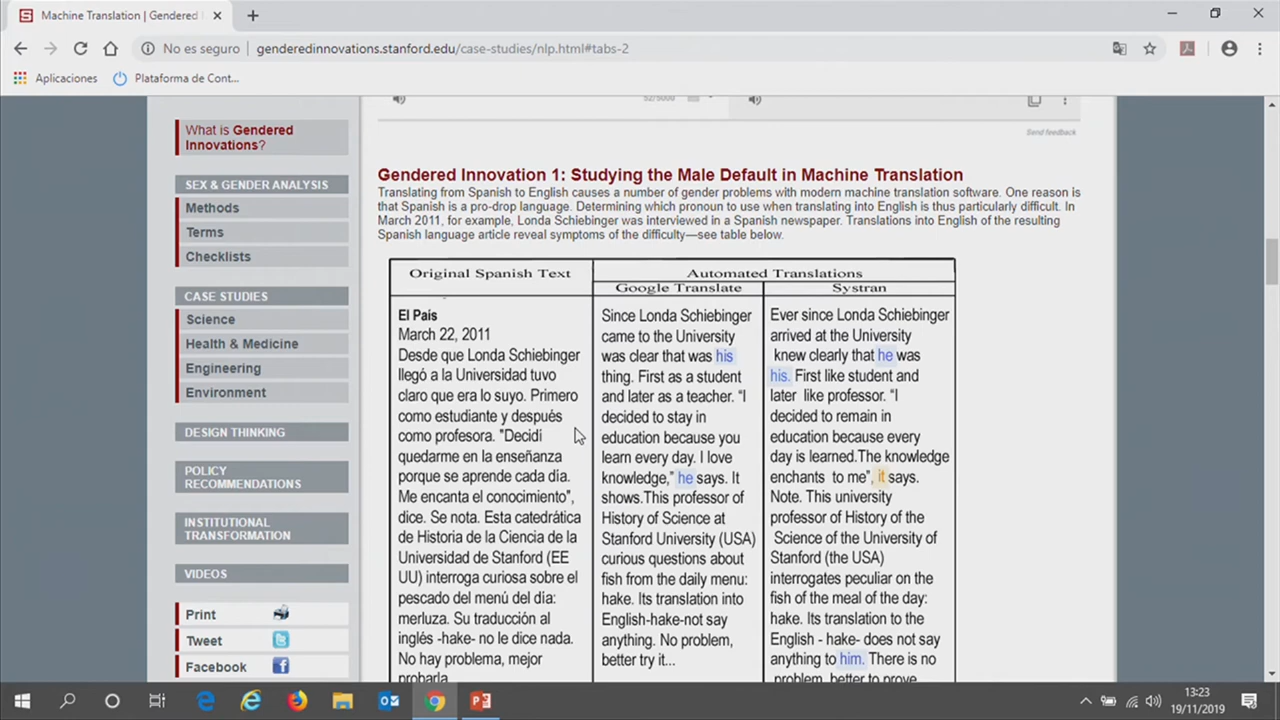 Machine Translation | Gendered
No es seguro
genderedinnovations.stanford.edu/case-studies/nlp.html#tabs-2
Aplicaciones
Plataforma de Cont...
What is Gendered
Innovations?
SEX & GENDER ANALYSIS
Methods
Terms
Checklists
CASE STUDIES
Science
Health & Medicine
Engineering
Environment
DESIGN THINKING
POLICY
RECOMMENDATIONS
INSTITUTIONAL
TRANSFORMATION
VIDEOS
Print
Tweet
Facebook
Send feedback
Gendered Innovation 1: Studying the Male Default in Machine Translation
Translating from Spanish to English causes a number of gender problems with modern machine translation software. One reason is
that Spanish is a pro-drop language. Determining which pronoun to use when translating into English is thus particularly difficult. In
March 2011, for example, Londa Schiebinger was interviewed in a Spanish newspaper. Translations into English of the resulting
Spanish language article reveal symptoms of the difficulty—see table below.
Original Spanish Text
El País
March 22, 2011
Desde que Londa Schiebinger
llegó a la Universidad tuvo
claro que era lo suyo. Primero
como estudiante y después
como profesora. "Decidí
quedarme en la enseñanza
porque se aprende cada día.
Me encanta el conocimiento",
dice. Se nota. Esta catedrática
de Historia de la Ciencia de la
Universidad de Stanford (EE
UU) interroga curiosa sobre el
pescado del menú del día:
merluza. Su traducción al
inglés -hake- no le dice nada.
No hay problema, mejor
probarla
Automated Translations
Google Translate
Since Londa Schiebinger
came to the University
was clear that was his
thing. First as a student
and later as a teacher. "I
decided to stay in
education because you
learn every day. I love
knowledge," he says. It
shows.This professor of
History of Science at
Stanford University (USA)
curious questions about
fish from the daily menu:
hake. Its translation into
English-hake-not say
anything. No problem,
better try it...
Systran
Ever since Londa Schiebinger
arrived at the University
knew clearly that he was
his. First like student and
later like professor. "I
decided to remain in
education because every
day is learned.The knowledge
enchants to me", it says.
Note. This university
professor of History of the
Science of the University of
Stanford (the USA)
interrogates peculiar on the
fish of the meal of the day:
hake. Its translation to the
English - hake- does not say
anything to him. There is no
problem, better to prove
13:23
19/11/2019